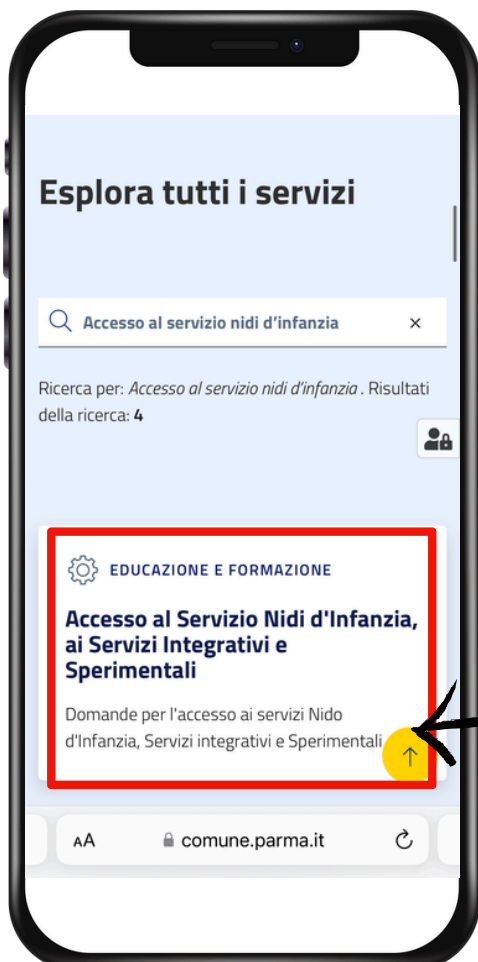 Esplora tutti i servizi
Accesso al servizio nidi d'infanzia ×
Ricerca per: Accesso al servizio nidi d'infanzia . Risultati
della ricerca: 4
EDUCAZIONE E FORMAZIONE
Accesso al Servizio Nidi d'Infanzia,
ai Servizi Integrativi e
Sperimentali
Domande per l'accesso ai servizi Nido
d'Infanzia, Servizi integrativi e Sperimentali
AA comune.parma.it